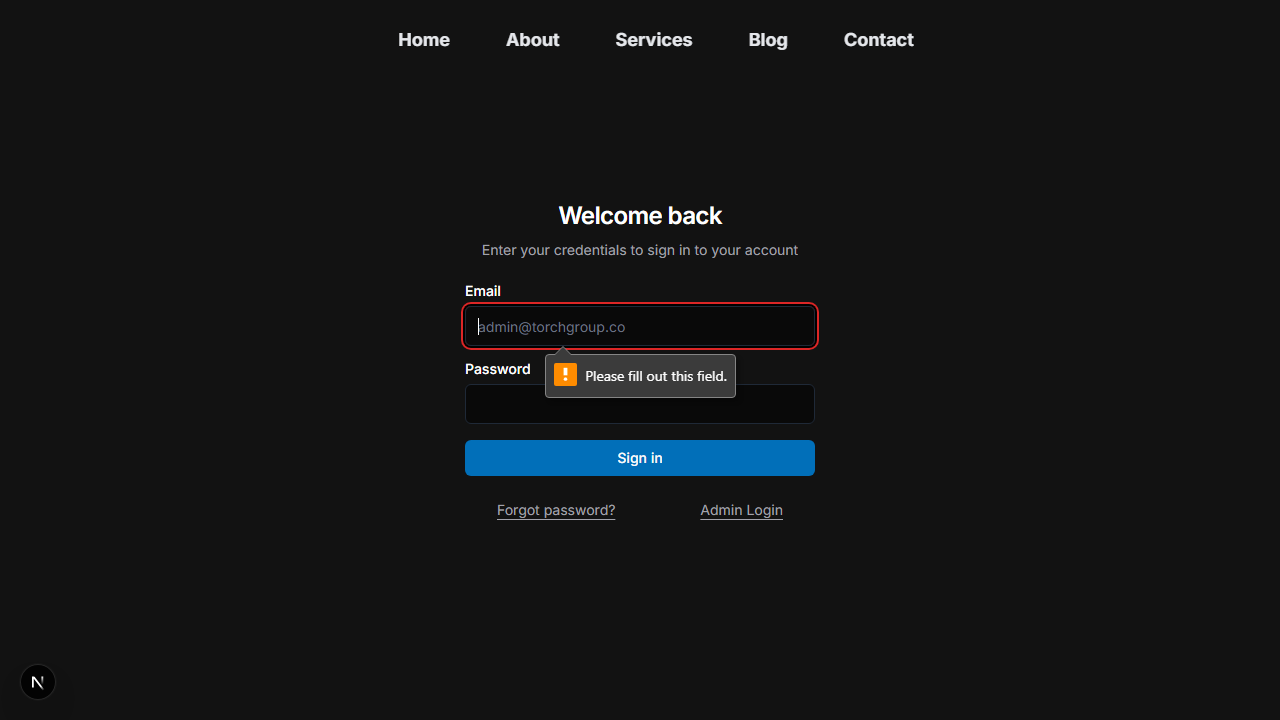 Home About Services Blog Contact
Welcome back
Enter your credentials to sign in to your account
Email
admin@torchgroup.co
Password
Please fill out this field.
Sign in
Forgot password? Admin Login
N